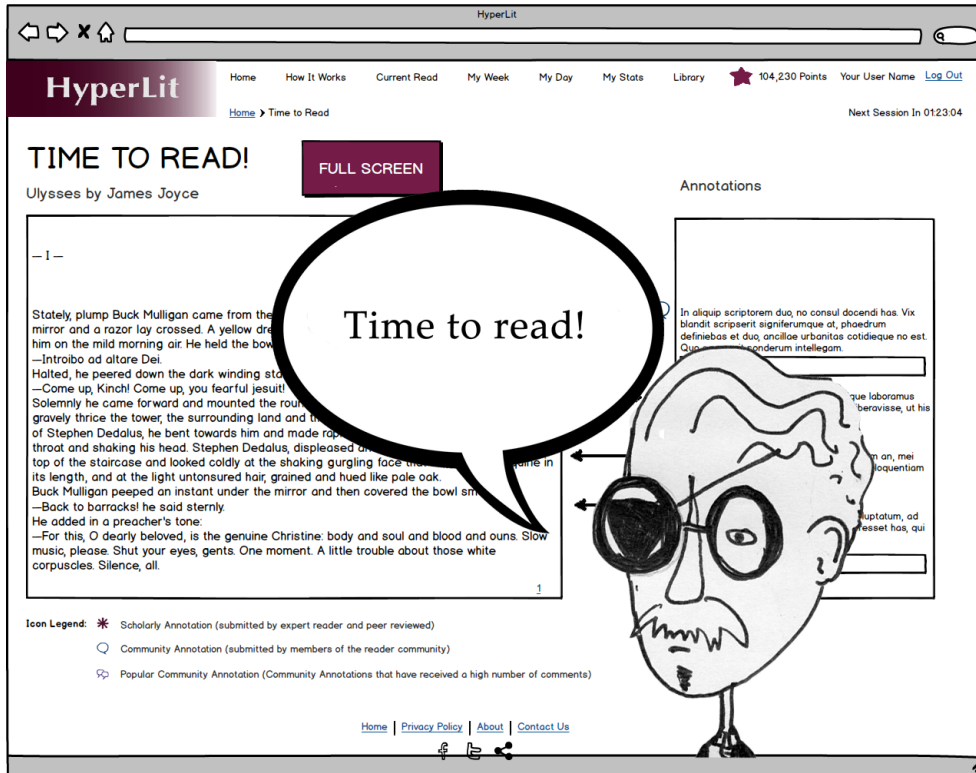 HyperLit
HyperLit
Home How It Works Current Read My Week My Day My Stats Library 104,230 Points Your User Name Log Out
Home > Time to Read Next Session In 01:23:04
TIME TO READ!
FULL SCREEN
Ulysses by James Joyce
Annotations
— I —
Time to read!
Stately, plump Buck Mulligan came from the
mirror and a razor lay crossed. A yellow
him on the mild morning air. He held the
—Introibo ad altare Dei.
Halted, he peered down the dark winding
—Come up, Kinch! Come up, you fearful jesuit!
Solemnly he came forward and mounted the
gravely thrice the tower, the surrounding land and
of Stephen Dedalus, he bent towards him and made
throat and shaking his head. Stephen Dedalus, displeased
top of the staircase and looked coldly at the shaking gurgling face in
its length, and at the light untonsured hair, grained and hued like pale oak.
Buck Mulligan peeped an instant under the mirror and then covered the bowl
—Back to barracks! he said sternly.
He added in a preacher's tone:
—For this, O dearly beloved, is the genuine Christine: body and soul and blood and ouns. Slow
music, please. Shut your eyes, gents. One moment. A little trouble about those white
corpuscles. Silence, all.
1
In aliquip scriptorem duo, no consul docendi has. Vix
blandit scripserit signiferumque at, phaedrum
definiebas et duo, ancillae urbanitas cotidieque no est.
intellegam.
laboramus
ut his
an, mei
eloquentiam
ad
has, qui
Icon Legend:
Scholarly Annotation (submitted by expert reader and peer reviewed)
Community Annotation (submitted by members of the reader community)
Popular Community Annotation (Community Annotations that have received a high number of comments)
Home | Privacy Policy | About | Contact Us